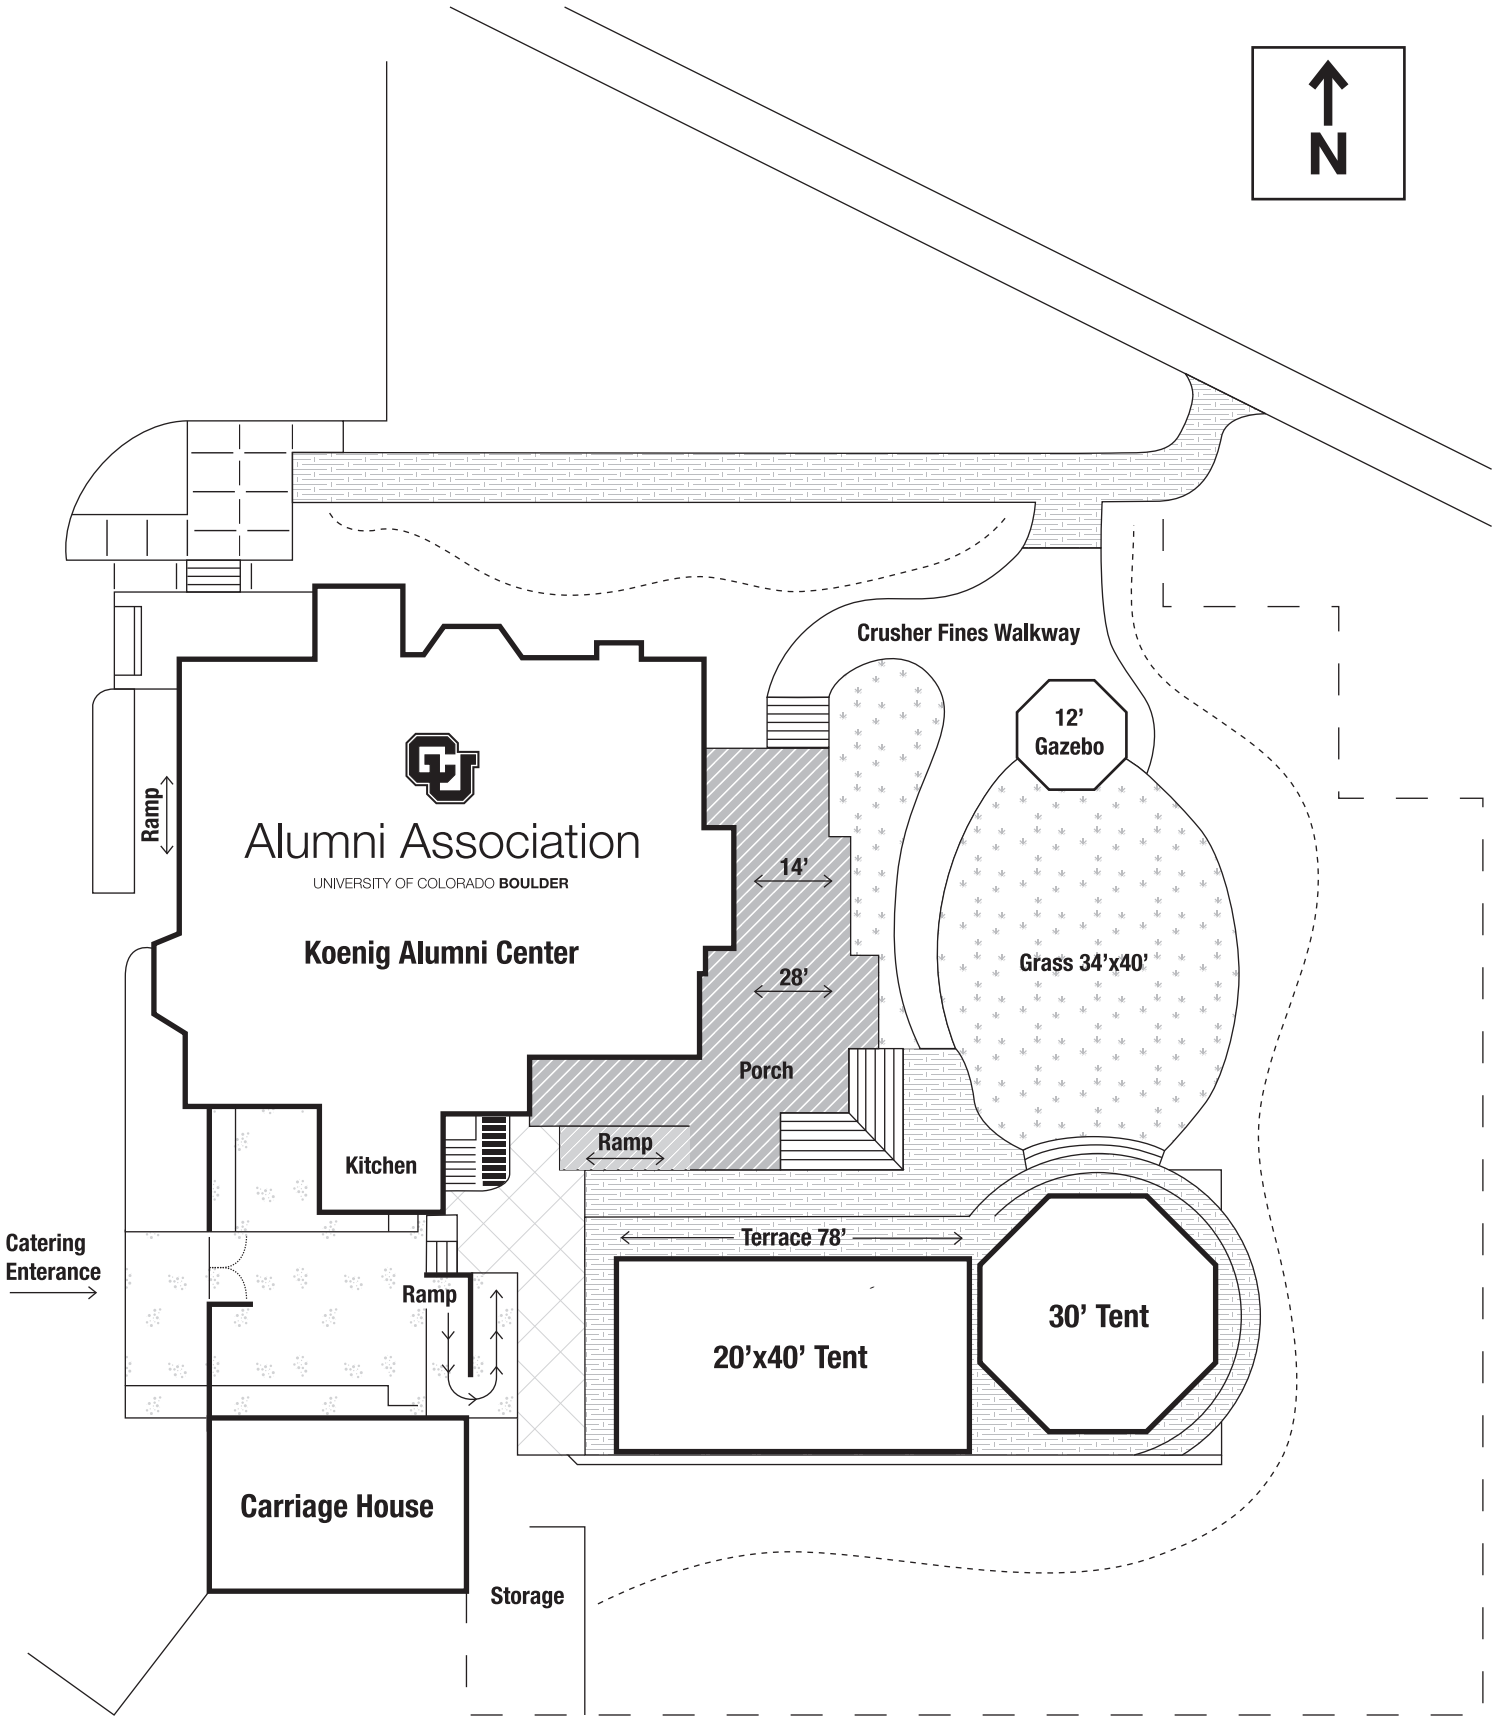 N
Crusher Fines Walkway
12’
Gazebo
CU
Ramp
Alumni Association
UNIVERSITY OF COLORADO BOULDER
14’
Koenig Alumni Center
28’
Grass 34’x40’
Porch
Ramp
Kitchen
Catering
Enterance
Terrace 78’
Ramp
30’ Tent
20’x40’ Tent
Carriage House
Storage